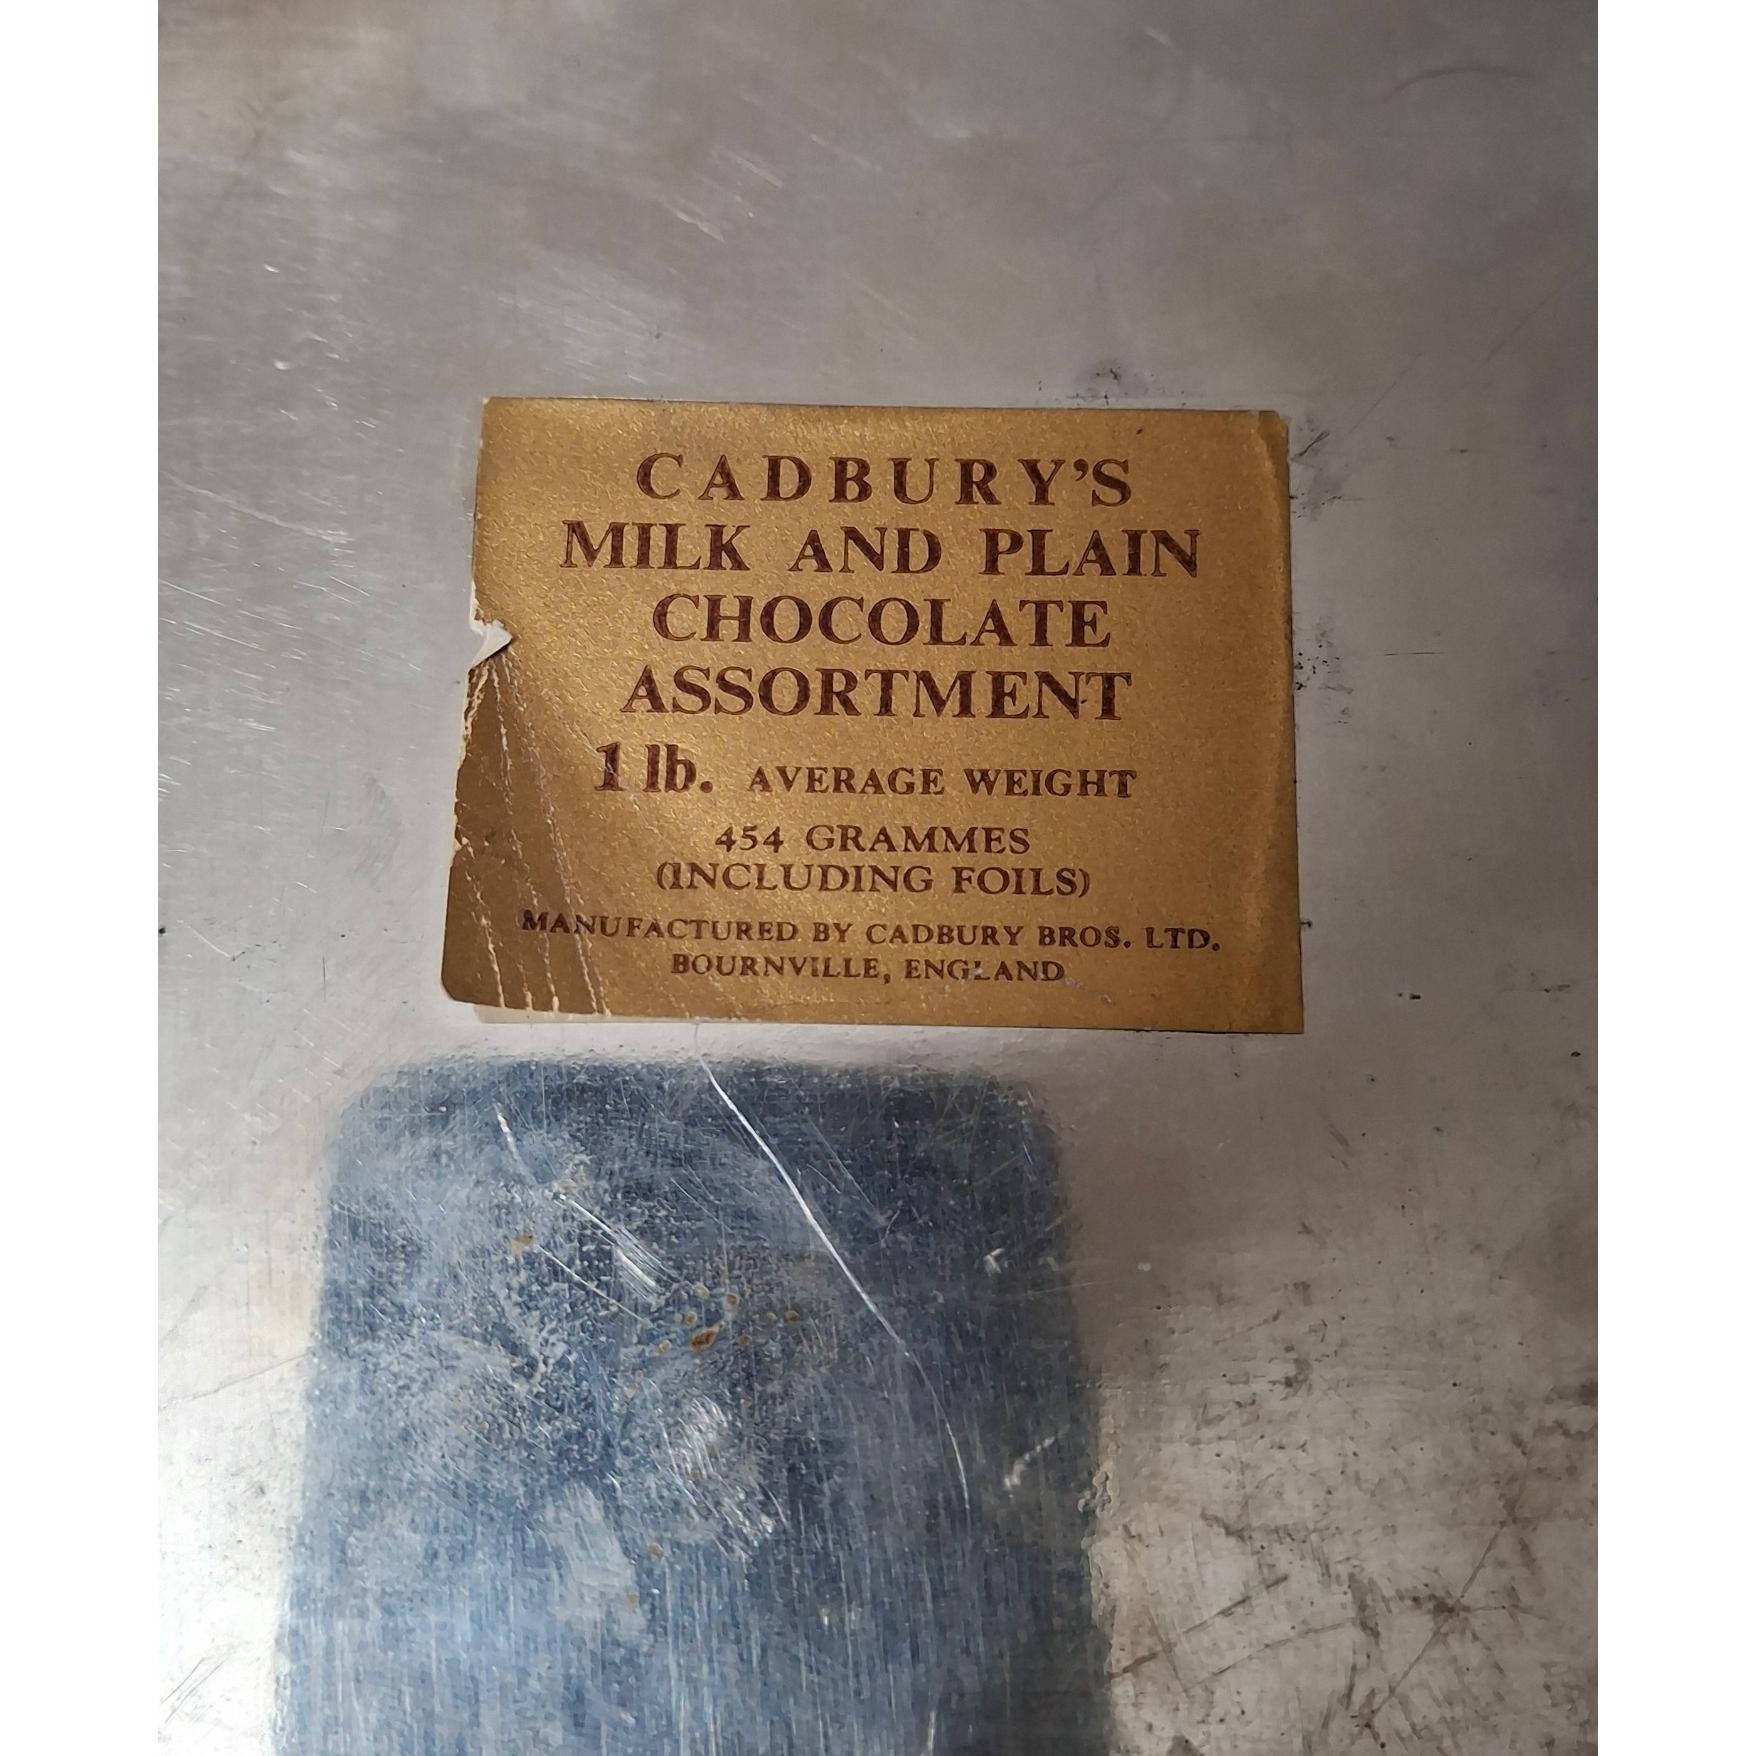 CADBURY'S
MILK AND PLAIN
CHOCOLATE
ASSORTMENT
1 lb. AVERAGE WEIGHT
454 GRAMMES
(INCLUDING FOILS)
MANUFACTURED BY CADBURY BROS. LTD.
BOURNVILLE, ENGLAND